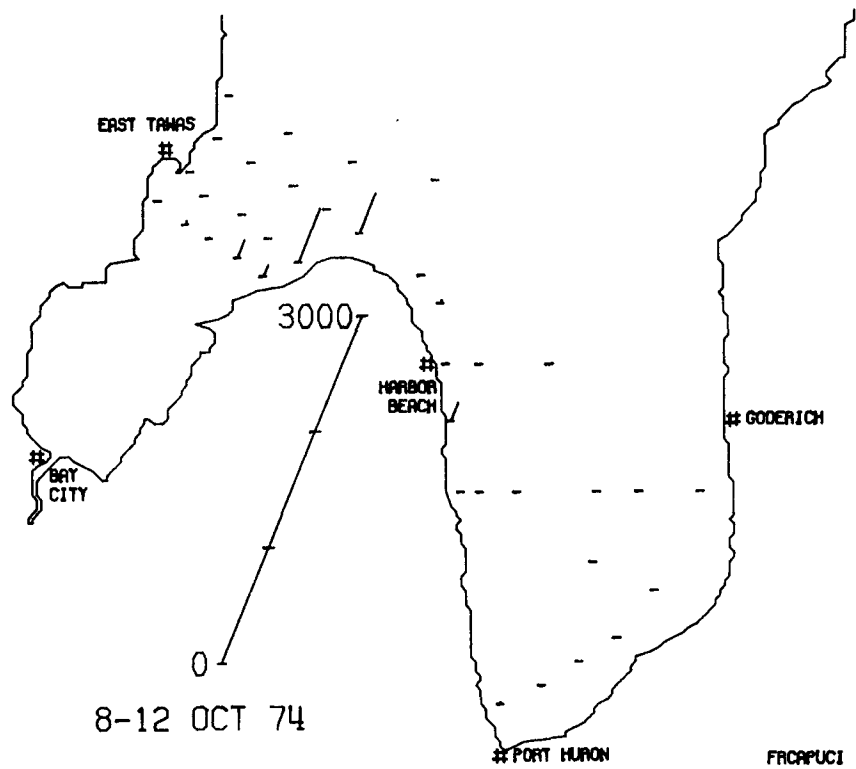 EAST TAWAS
#
3000
#
HARBOR
BEACH
# GODERICH
#
BAY
CITY
0
8-12 OCT 74
# PORT HURON
FRCAPUCI